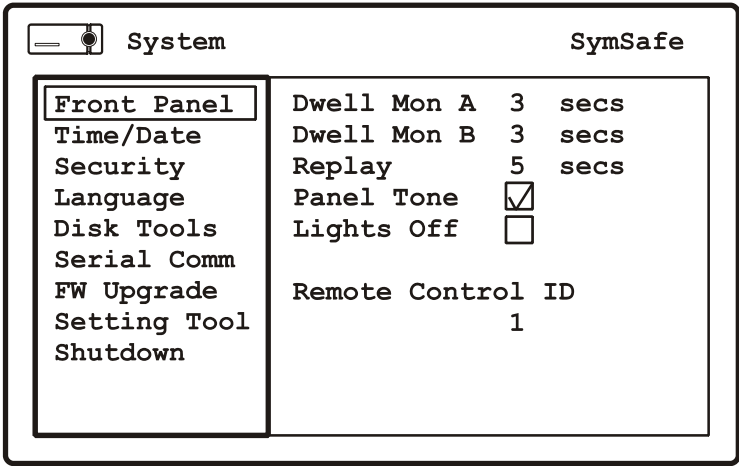 System SymSafe
Front Panel
Time/Date
Security
Language
Disk Tools
Serial Comm
FW Upgrade
Setting Tool
Shutdown
Dwell Mon A 3 secs
Dwell Mon B 3 secs
Replay 5 secs
Panel Tone
Lights Off
Remote Control ID
1